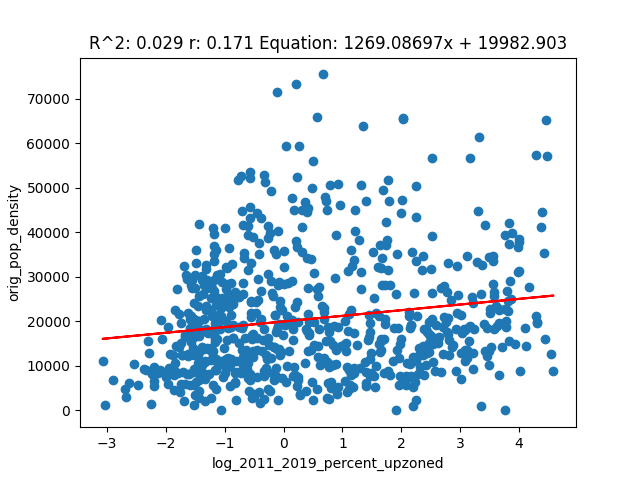 R^2: 0.029 r: 0.171 Equation: 1269.08697x + 19982.903
70000
60000
50000
40000
30000
20000
10000
0
orig_pop_density
−3 −2 −1 0 1 2 3 4
log_2011_2019_percent_upzoned